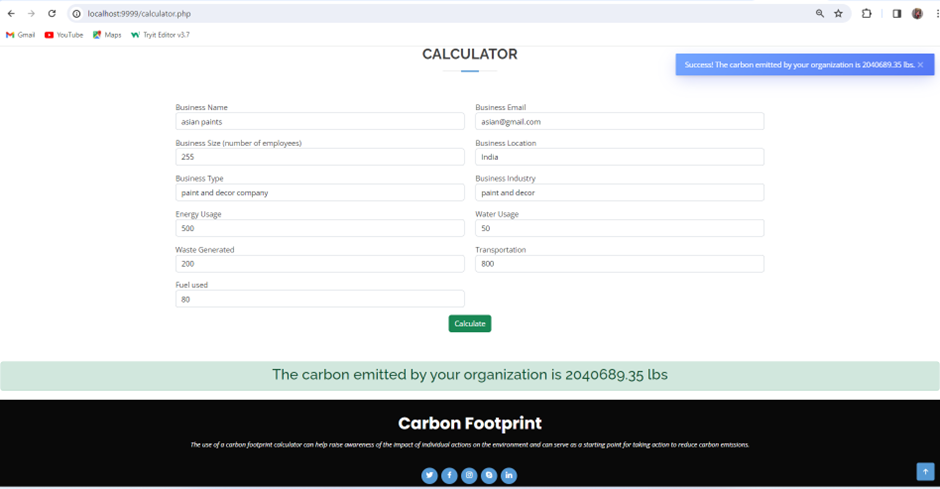 localhost:9999/calculator.php
Gmail YouTube Maps Tryit Editor v3.7
CALCULATOR
Success! The carbon emitted by your organization is 2040689.35 lbs. ×
Business Name Business Email
asian paints asian@gmail.com
Business Size (number of employees) Business Location
255 India
Business Type Business Industry
paint and decor company paint and decor
Energy Usage Water Usage
500 50
Waste Generated Transportation
200 800
Fuel used
80
Calculate
The carbon emitted by your organization is 2040689.35 lbs
Carbon Footprint
The use of a carbon footprint calculator can help raise awareness of the impact of individual actions on the environment and can serve as a starting point for taking action to reduce carbon emissions.